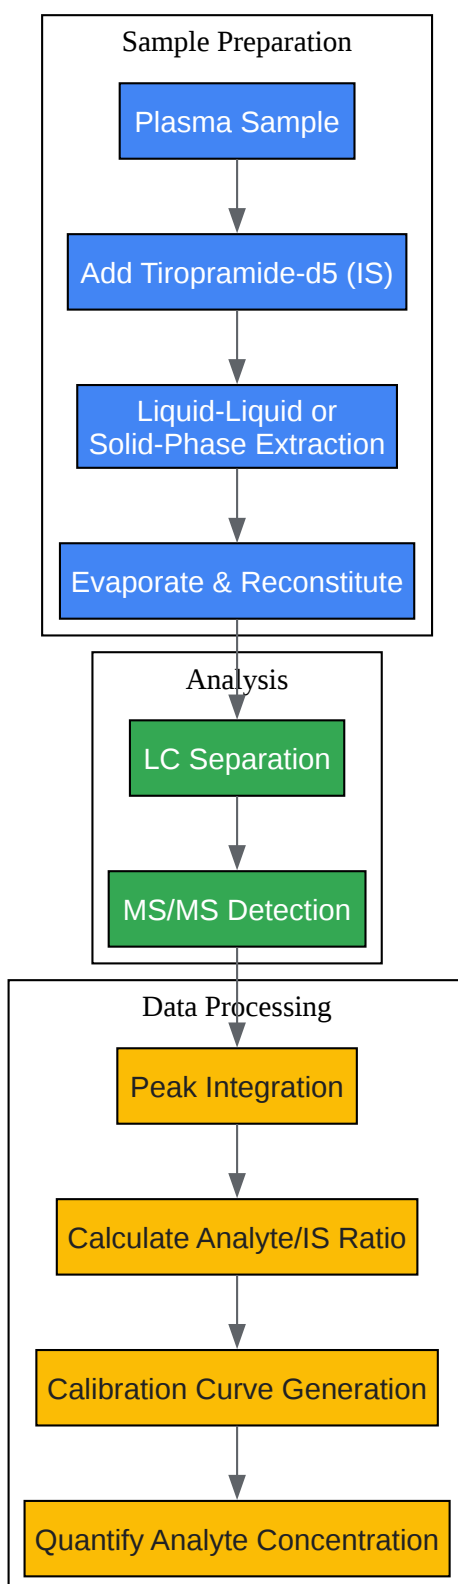 Sample Preparation
Plasma Sample
Add Tiropramide-d5 (IS)
Liquid-Liquid or
Solid-Phase Extraction
Evaporate & Reconstitute
Analysis
LC Separation
MS/MS Detection
Data Processing
Peak Integration
Calculate Analyte/IS Ratio
Calibration Curve Generation
Quantify Analyte Concentration